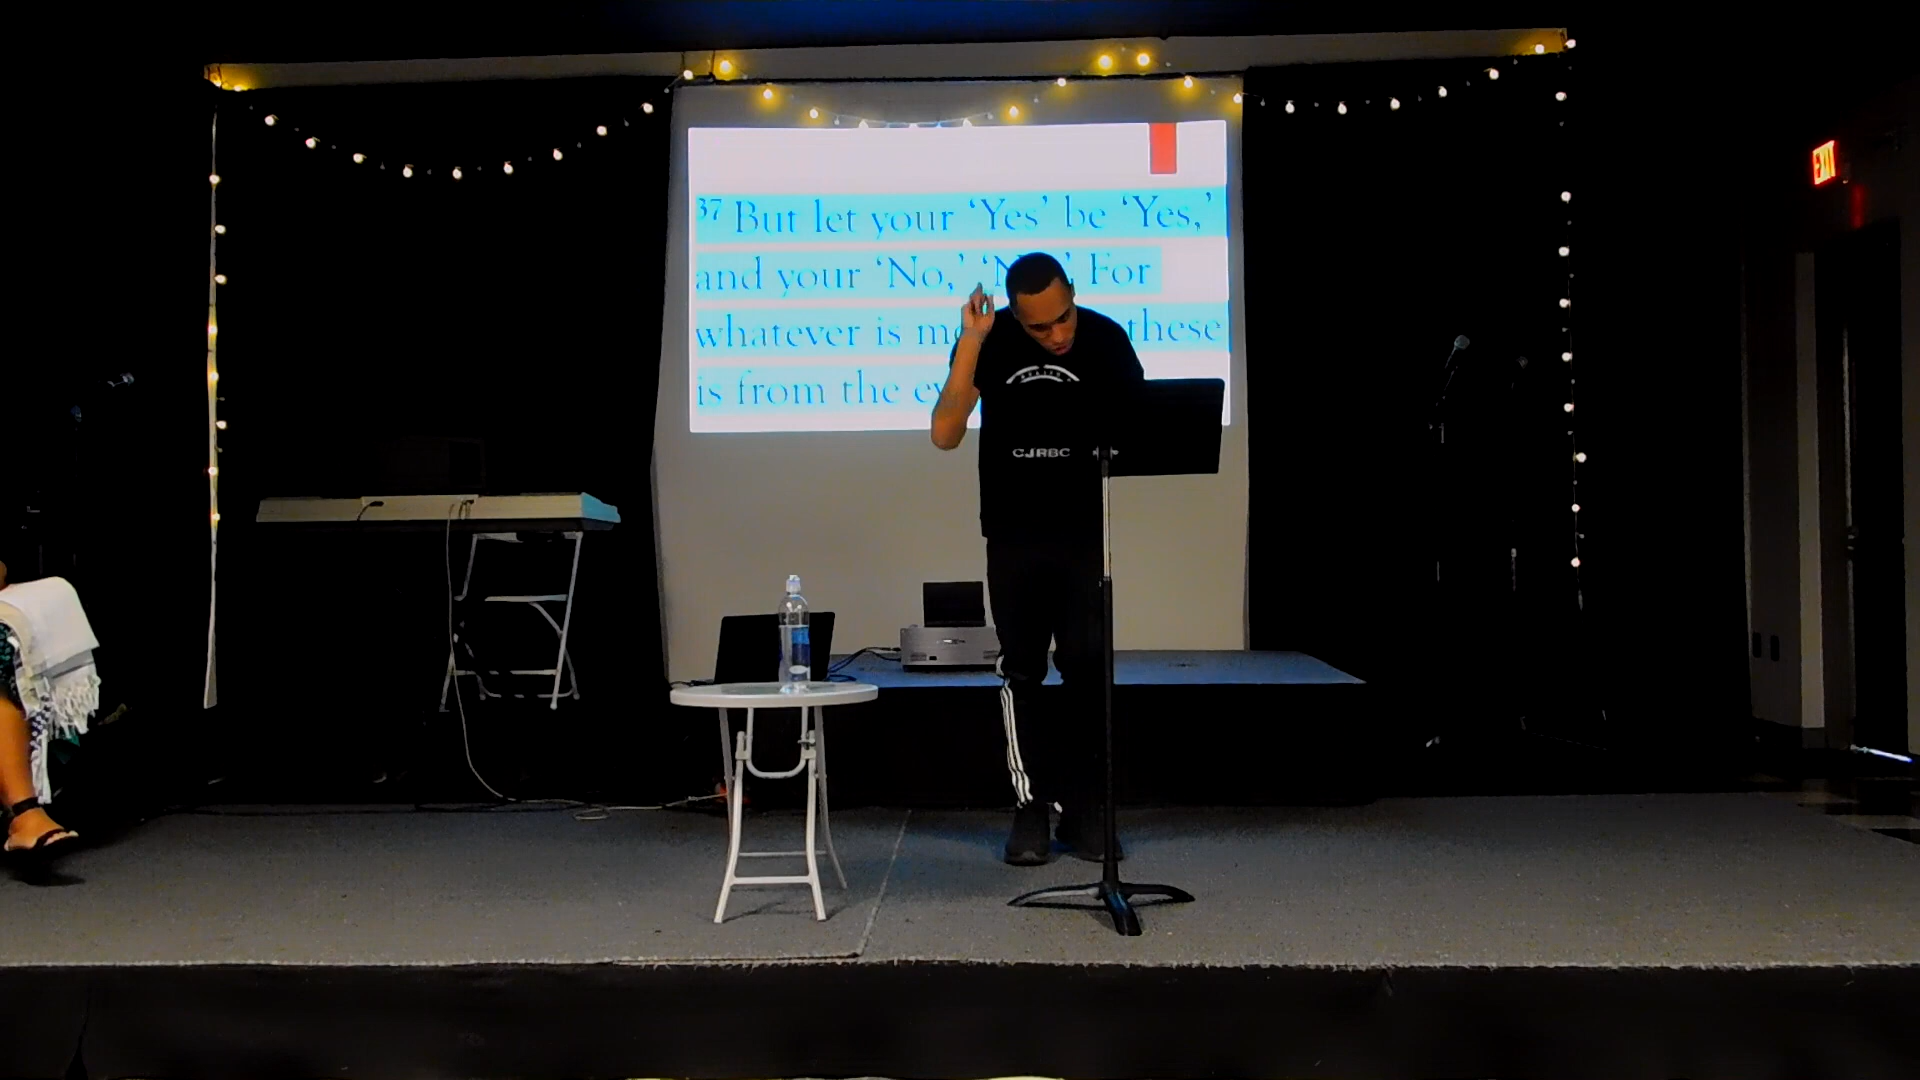 37 But let your ‘Yes’ be ‘Yes,’
and your ‘No,’ For
whatever is these
is from the
CJRBC
EXIT